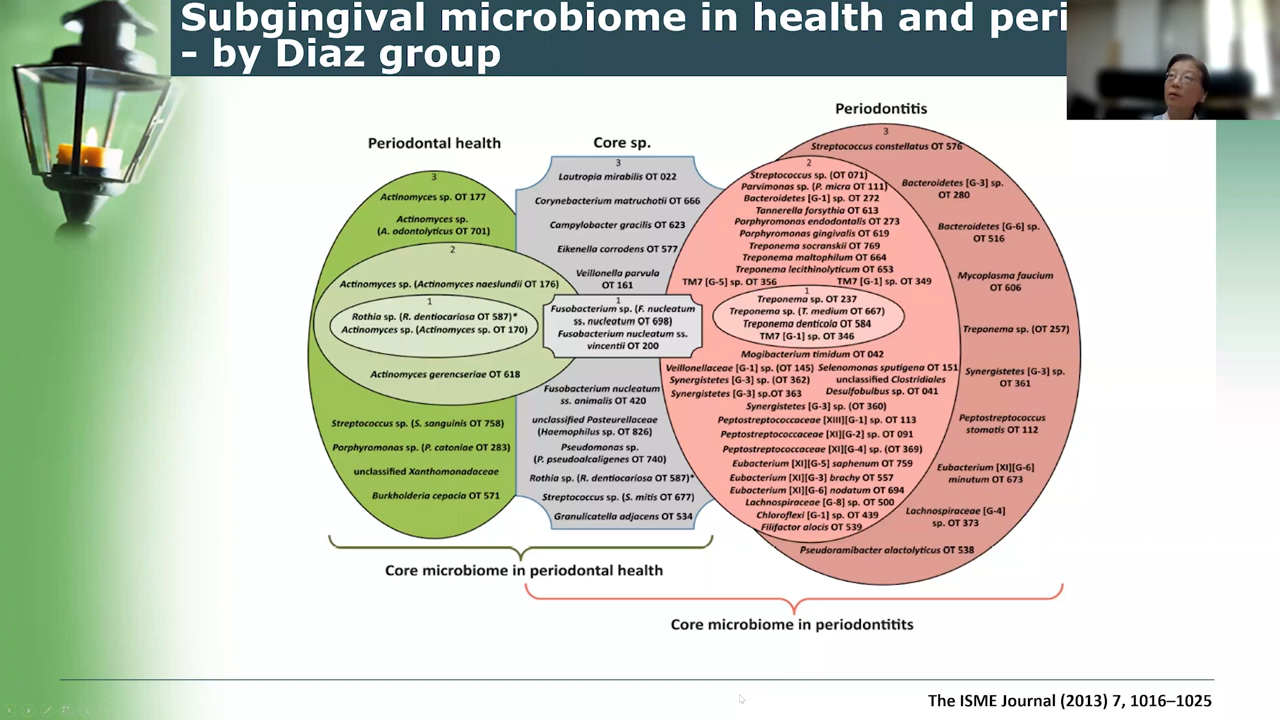 Subgingival microbiome in health and peri
- by Diaz group
Periodontitis
Periodontal health
Core sp.
3
Actinomyces sp. OT 177
Actinomyces sp.
(A. odontolyticus OT 701)
2
Actinomyces sp. (Actinomyces naeslundii OT 176)
1
Rothia sp. (R. dentiocariosa OT 587)*
Actinomyces sp. (Actinomyces sp. OT 170)
Actinomyces gerencseriae OT 618
Streptococcus sp. (S. sanguinis OT 758)
Porphyromonas sp. (P. catoniae OT 283)
unclassified Xanthomonadaceae
Burkholderia cepacia OT 571
3
Lautropia mirabilis OT 022
Corynebacterium matruchotii OT 666
Campylobacter gracilis OT 623
Eikenella corrodens OT 577
Veillonella parvula
OT 161
1
Fusobacterium sp. (F. nucleatum
ss. nucleatum OT 698)
Fusobacterium nucleatum ss.
vincentii OT 200
Fusobacterium nucleatum
ss. animalis OT 420
unclassified Pasteurellaceae
(Haemophilus sp. OT 826)
Pseudomonas sp.
(P. pseudoalcaligenes OT 740)
Rothia sp. (R. dentiocariosa OT 587)*
Streptococcus sp. (S. mitis OT 677)
Granulicatella adjacens OT 534
2
Streptococcus sp. (OT 071)
Parvimonas sp. (P. micra OT 111)
Bacteroidetes [G-1] sp. OT 272
Tannerella forsythia OT 613
Porphyromonas endodontalis OT 273
Porphyromonas gingivalis OT 619
Treponema socranskii OT 769
Treponema maltophilum OT 664
Treponema lecithinolyticum OT 653
TM7 [G-5] sp. OT 356 TM7 [G-1] sp. OT 349
1
Treponema sp. OT 237
Treponema sp. (T. medium OT 667)
Treponema denticola OT 584
TM7 [G-1] sp. OT 346
Mogibacterium timidum OT 042
Veillonellaceae [G-1] sp. (OT 145) Selenomonas sputigena OT 151
Synergistetes [G-3] sp. (OT 362) unclassified Clostridiales
Synergistetes [G-3] sp.OT 363 Desulfobulbus sp. OT 041
Synergistetes [G-3] sp. (OT 360)
Peptostreptococcaceae [XIII][G-1] sp. OT 113
Peptostreptococcaceae [XI][G-2] sp. OT 091
Peptostreptococcaceae [XI][G-4] sp. (OT 369)
Eubacterium [XI][G-5] saphenum OT 759
Eubacterium [XI][G-3] brachy OT 557
Eubacterium [XI][G-6] nodatum OT 694
Lachnospiraceae [G-8] sp. OT 500
Chloroflexi [G-1] sp. OT 439
Filifactor alocis OT 539
3
Streptococcus constellatus OT 576
Bacteroidetes [G-3] sp.
OT 280
Bacteroidetes [G-6] sp.
OT 516
Mycoplasma faucium
OT 606
Treponema sp. (OT 257)
Synergistetes [G-3] sp.
OT 361
Peptostreptococcus
stomatis OT 112
Eubacterium [XI][G-6]
minutum OT 673
Lachnospiraceae [G-4]
sp. OT 373
Pseudoramibacter alactolyticus OT 538
Core microbiome in periodontal health
Core microbiome in periodontitits
The ISME Journal (2013) 7, 1016–1025